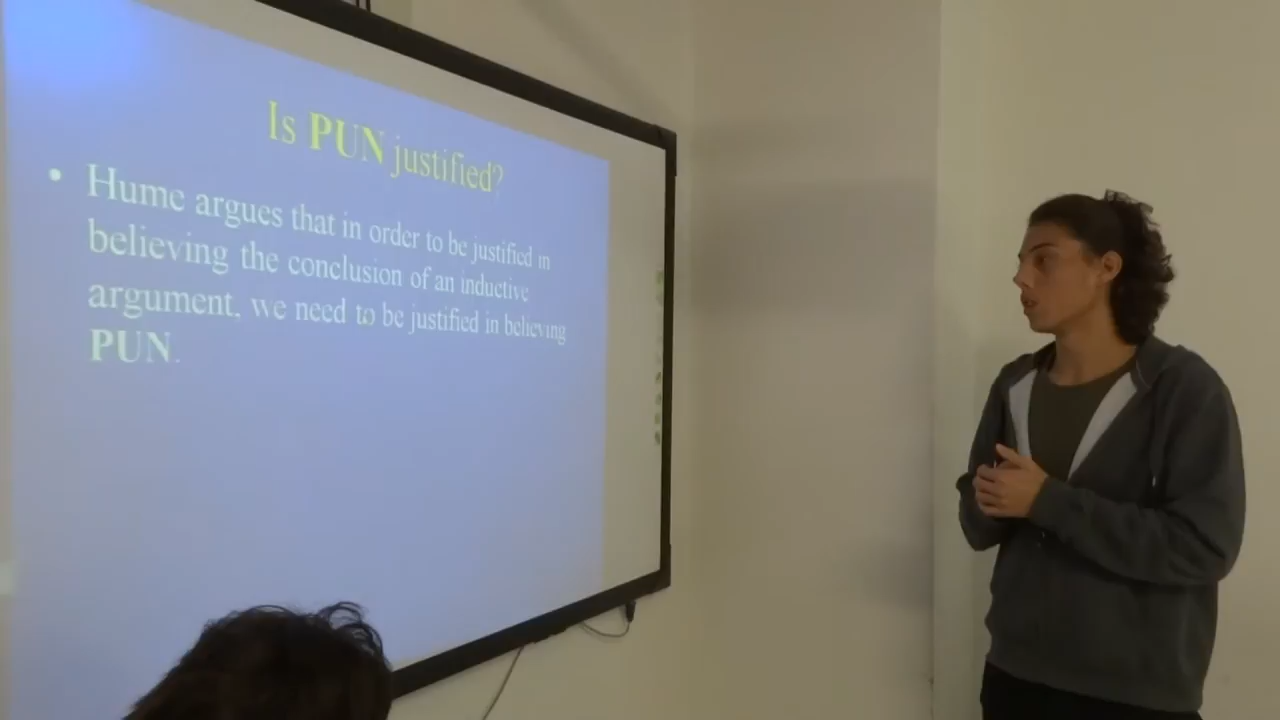 Is PUN justified?
• Hume argues that in order to be justified in
believing the conclusion of an inductive
argument, we need to be justified in believing
PUN.